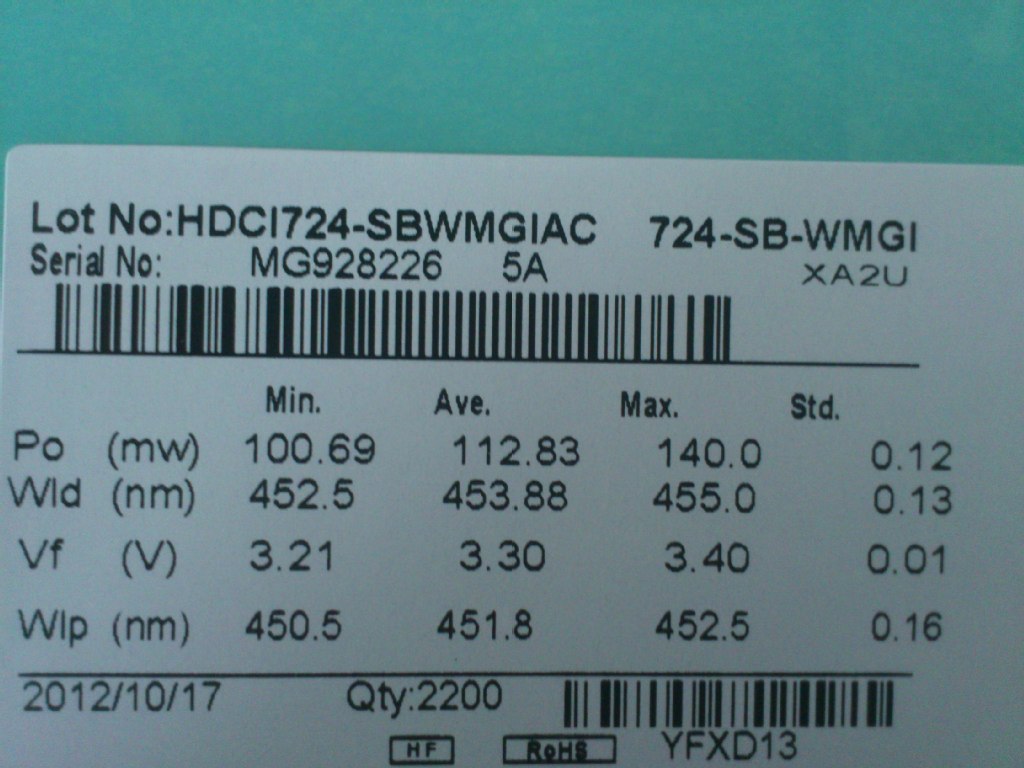 Lot No:HDCI724-SBWMGIAC 724-SB-WMGI
Serial No: MG928226 5A XA2U
Min. Ave. Max. Std.
Po (mw) 100.69 112.83 140.0 0.12
Wld (nm) 452.5 453.88 455.0 0.13
Vf (V) 3.21 3.30 3.40 0.01
Wlp (nm) 450.5 451.8 452.5 0.16
2012/10/17 Qty:2200
HF RoHS YFXD13